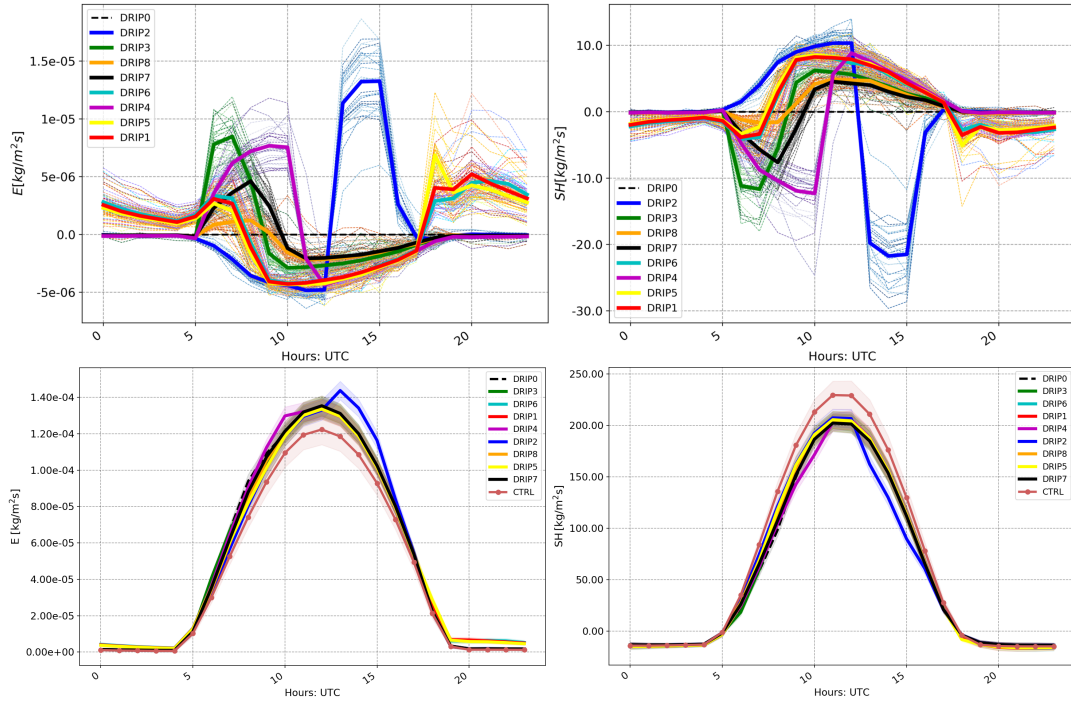 DRIP0
DRIP2
DRIP3
DRIP8
DRIP7
DRIP6
DRIP4
DRIP5
DRIP1
1.5e-05
1e-05
5e-06
0.0
-5e-06
E[kg/m²s]
0
5
10
15
20
Hours: UTC
10.0
0.0
-10.0
-20.0
-30.0
SH[kg/m²s]
DRIP0
DRIP2
DRIP3
DRIP8
DRIP7
DRIP6
DRIP4
DRIP5
DRIP1
0
5
10
15
20
Hours: UTC
1.40e-04
1.20e-04
1.00e-04
8.00e-05
6.00e-05
4.00e-05
2.00e-05
0.00e+00
E [kg/m²s]
DRIP0
DRIP3
DRIP6
DRIP1
DRIP4
DRIP2
DRIP8
DRIP5
DRIP7
CTRL
0
5
10
15
20
Hours: UTC
250.00
200.00
150.00
100.00
50.00
0.00
SH [kg/m²s]
DRIP0
DRIP3
DRIP6
DRIP1
DRIP4
DRIP2
DRIP8
DRIP5
DRIP7
CTRL
0
5
10
15
20
Hours: UTC